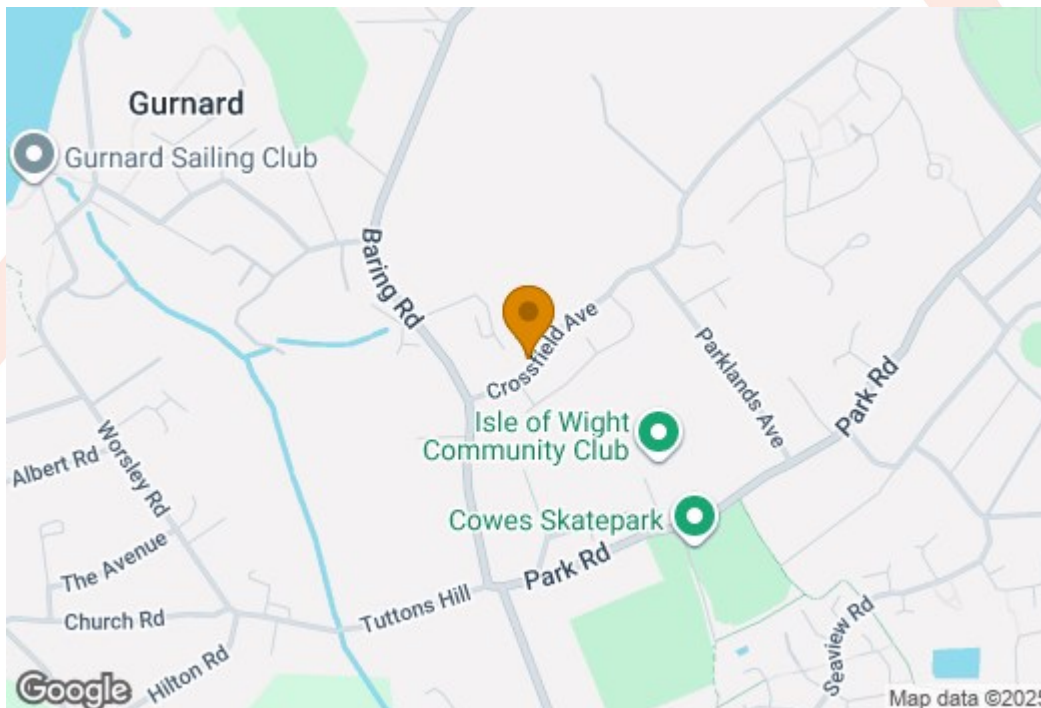 Gurnard
Gurnard Sailing Club
Baring Rd
Crossfield Ave
Parklands Ave
Park Rd
Isle of Wight
Community Club
Worsley Rd
Albert Rd
Cowes Skatepark
The Avenue
Park Rd
Tuttons Hill
Church Rd
Hilton Rd
Seaview Rd
Google
Map data ©2025